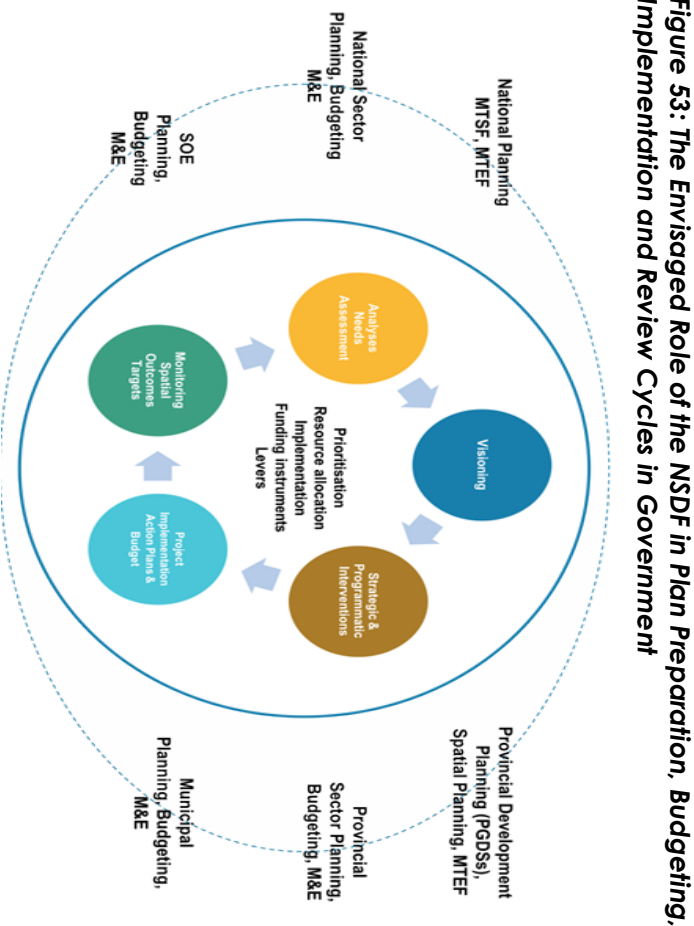 Figure 53: The Envisaged Role of the NSDF in Plan Preparation, Budgeting,
Implementation and Review Cycles in Government
National Planning
MTSF, MTEF
National Sector
Planning, Budgeting
M&E
SOE
Planning,
Budgeting
M&E
Provincial Development
Planning (PGDSs),
Spatial Planning, MTEF
Provincial
Sector Planning,
Budgeting, M&E
Municipal
Planning, Budgeting,
M&E
Visioning
Strategic &
Programmatic
Interventions
Project
Implementation
Action Plans &
Budget
Monitoring
Spatial
Outcomes
Targets
Analyses
Needs
Assessment
Prioritisation
Resource allocation
Implementation
Funding instruments
Levers